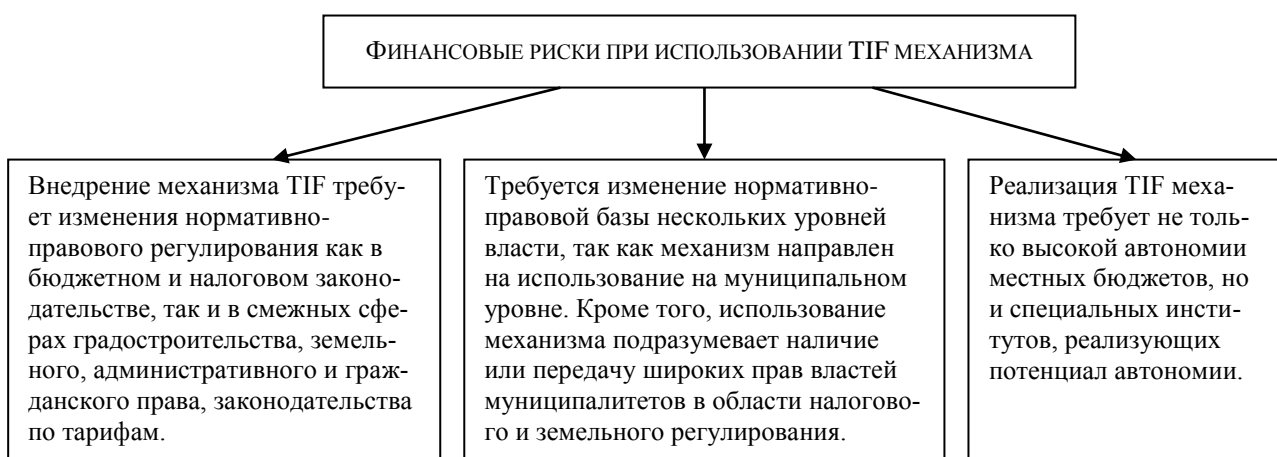 ФИНАНСОВЫЕ РИСКИ ПРИ ИСПОЛЬЗОВАНИИ TIF МЕХАНИЗМА
Внедрение механизма TIF требу-
ет изменения нормативно-
правового регулирования как в
бюджетном и налоговом законо-
дательстве, так и в смежных сфе-
рах градостроительства, земель-
ного, административного и граж-
данского права, законодательства
по тарифам.
Требуется изменение нормативно-
правовой базы нескольких уровней
власти, так как механизм направлен
на использование на муниципальном
уровне. Кроме того, использование
механизма подразумевает наличие
или передачу широких прав властей
муниципалитетов в области налогово-
го и земельного регулирования.
Реализация TIF меха-
низма требует не толь-
ко высокой автономии
местных бюджетов, но
и специальных инсти-
тутов, реализующих
потенциал автономии.